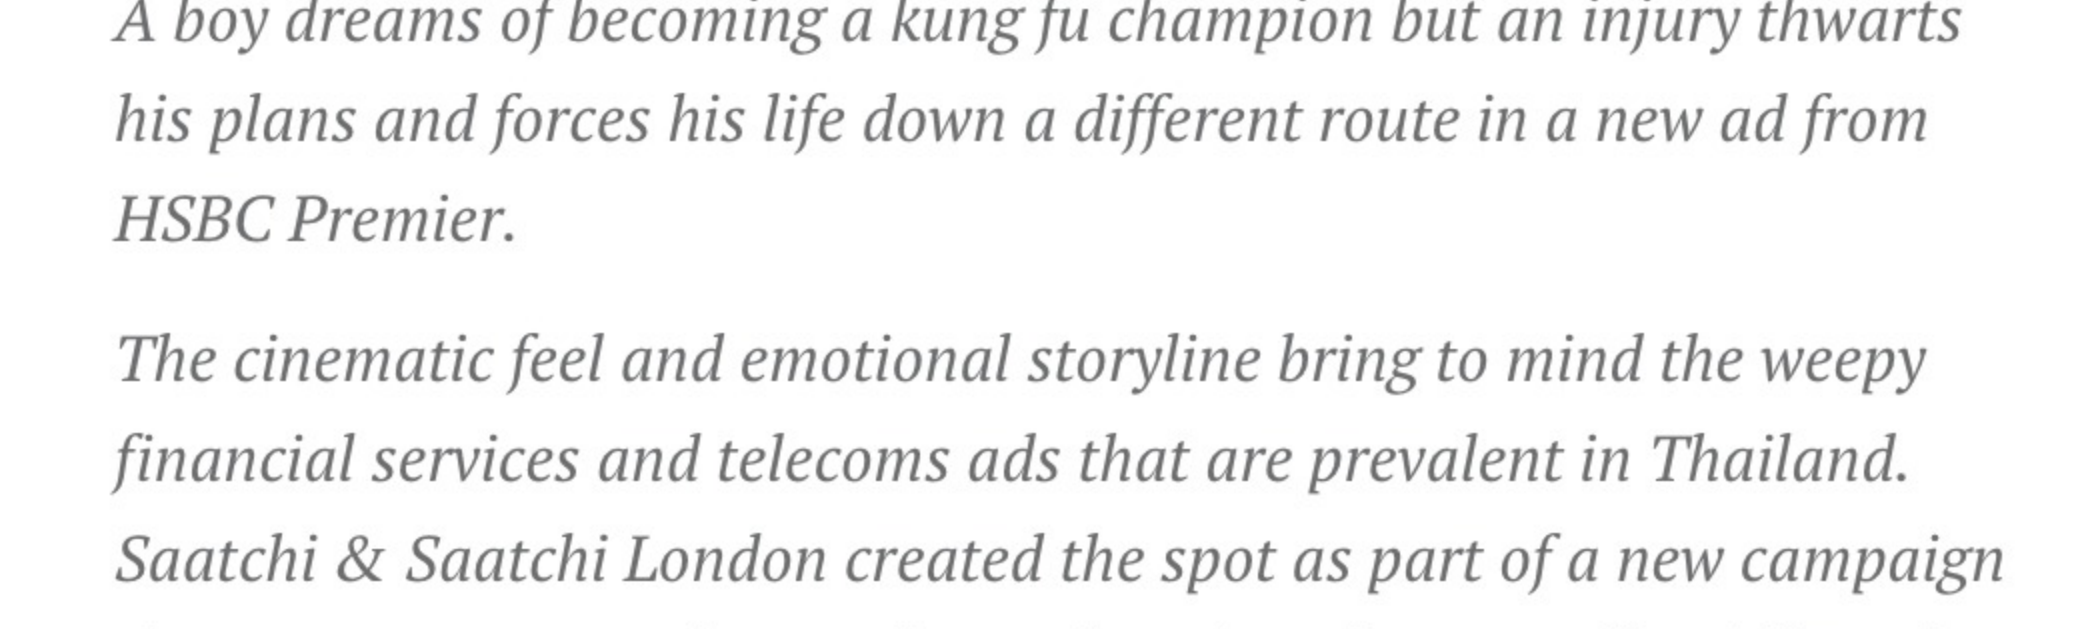 A boy dreams of becoming a kung fu champion but an injury thwarts
his plans and forces his life down a different route in a new ad from
HSBC Premier.
The cinematic feel and emotional storyline bring to mind the weepy
financial services and telecoms ads that are prevalent in Thailand.
Saatchi & Saatchi London created the spot as part of a new campaign